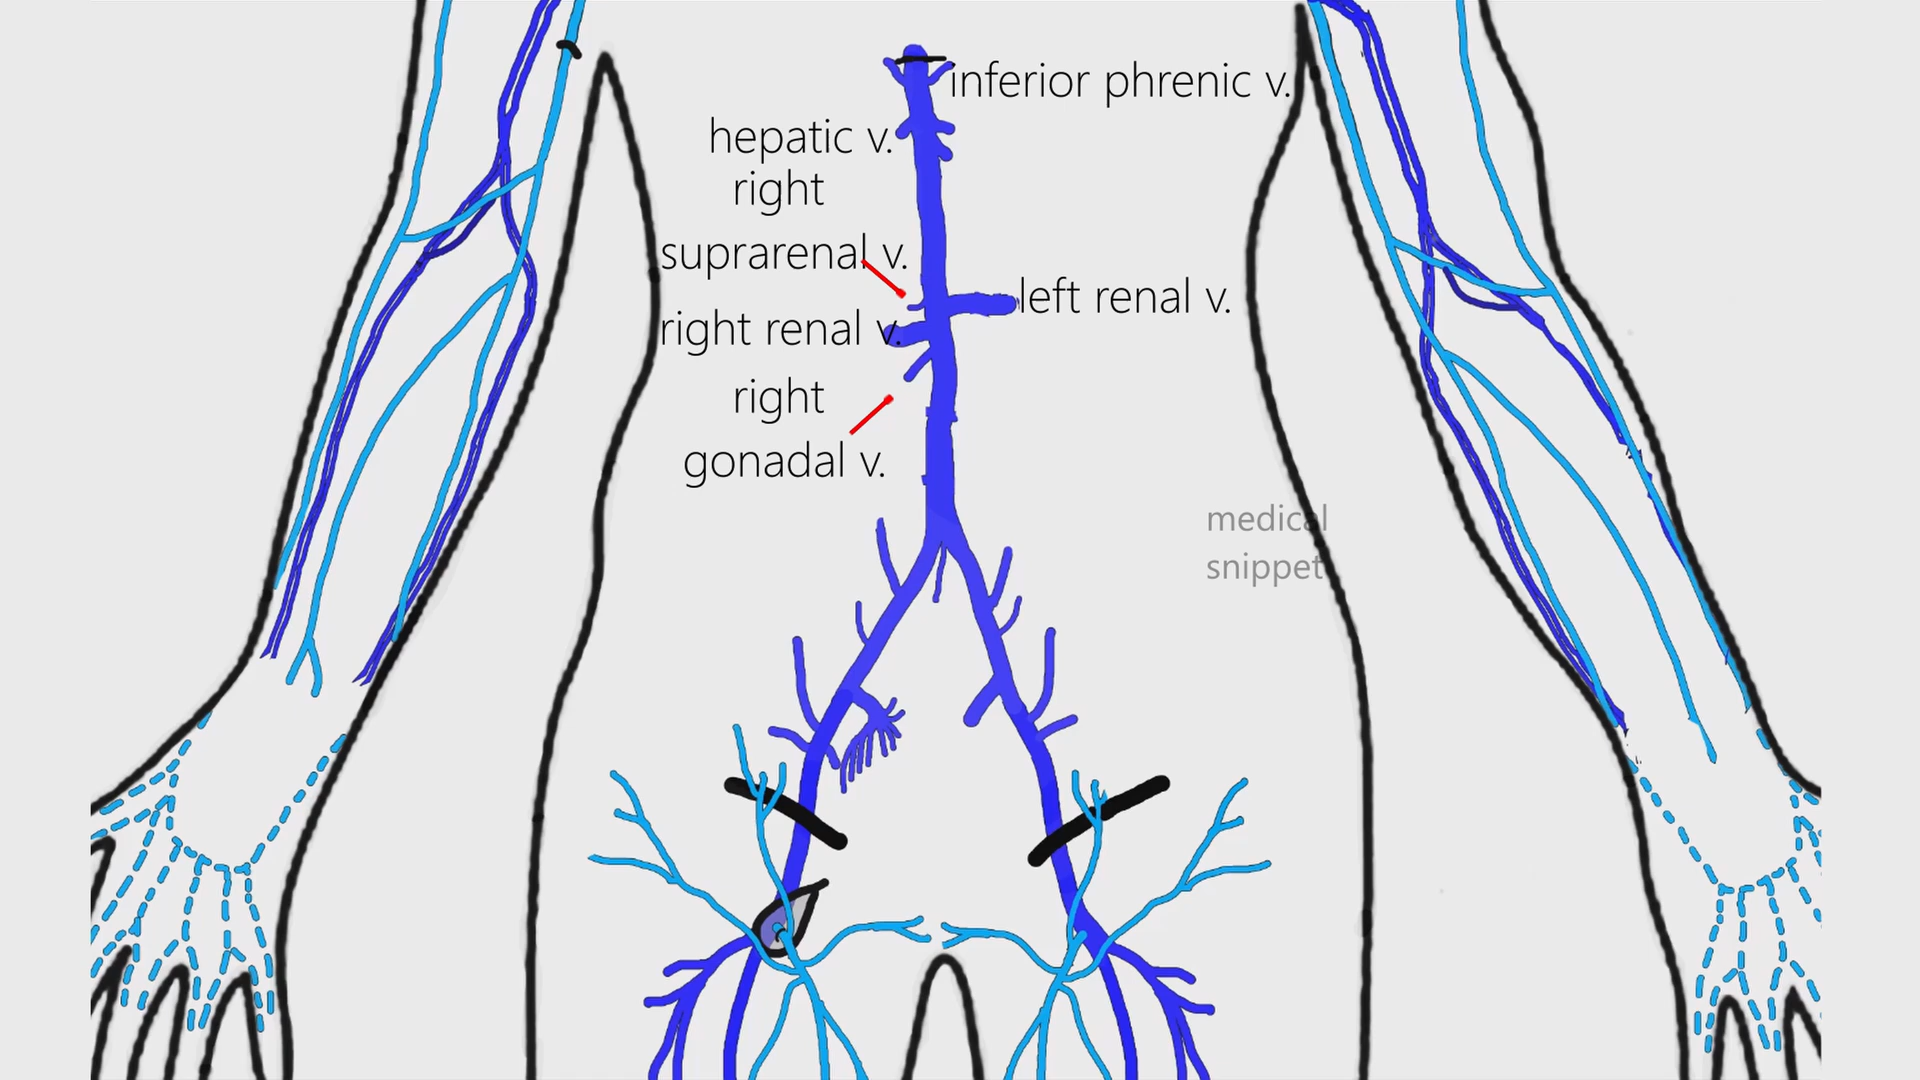 inferior phrenic v.
hepatic v.
right
suprarenal v.
left renal v.
right renal v.
right
gonadal v.
medical
snippet